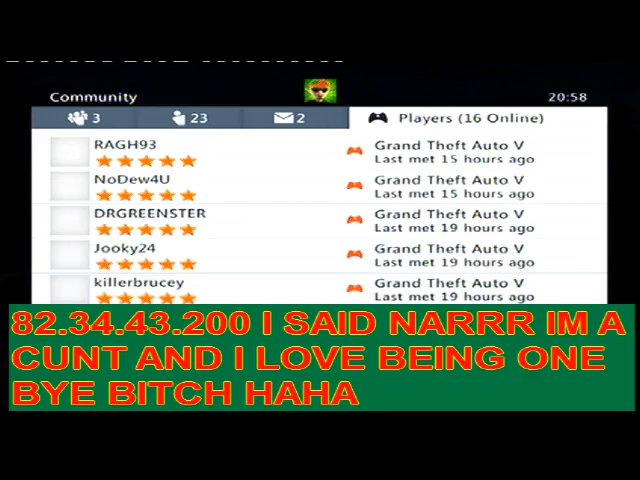 Community
20:58
3
23
2
Players (16 Online)
RAGH93
Grand Theft Auto V
Last met 15 hours ago
NoDew4U
Grand Theft Auto V
Last met 15 hours ago
DRGREENSTER
Grand Theft Auto V
Last met 19 hours ago
Jooky24
Grand Theft Auto V
Last met 19 hours ago
killerbrucey
Grand Theft Auto V
Last met 19 hours ago
82.34.43.200 I SAID NARRR IM A
CUNT AND I LOVE BEING ONE
BYE BITCH HAHA